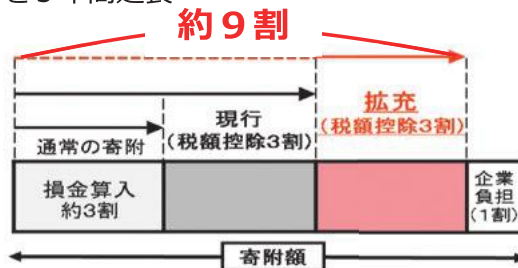 約９割
通常の寄附
現行
(税額控除3割)
拡充
(税額控除3割)
損金算入
約3割
企業
負担
(1割)
寄附額